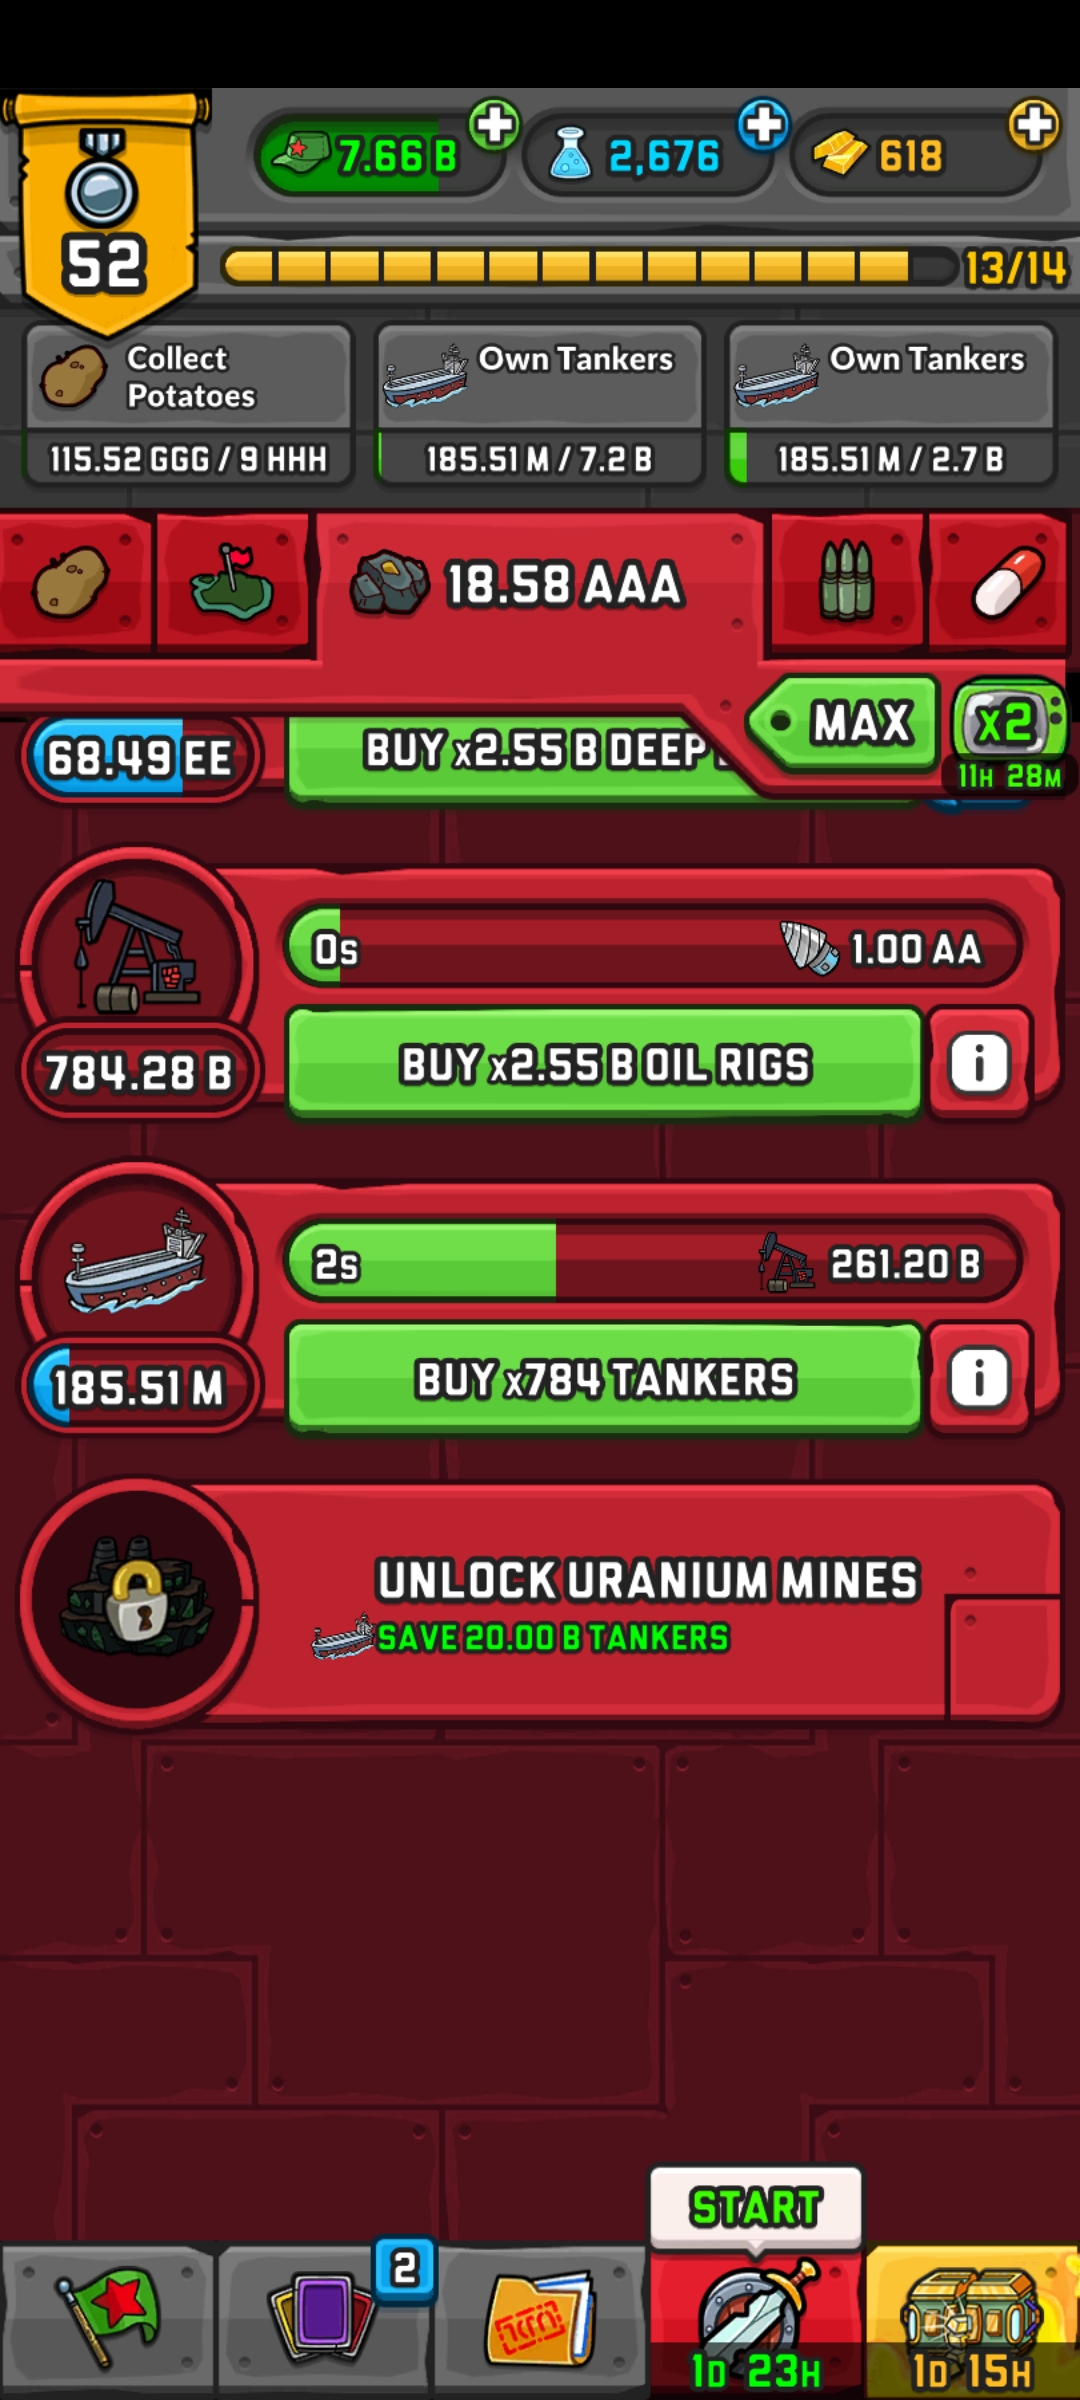 7.66 B
2,676
618
52
13/14
Collect
Potatoes
115.52 GGG / 9 HHH
Own Tankers
185.51 M / 7.2 B
Own Tankers
185.51 M / 2.7 B
18.58 AAA
MAX
x2
11H 28M
68.49 EE
BUY x2.55 B DEEP
0s
1.00 AA
784.28 B
BUY x2.55 B OIL RIGS
i
2s
261.20 B
185.51 M
BUY x784 TANKERS
i
UNLOCK URANIUM MINES
SAVE 20.00 B TANKERS
START
2
1D 23H
1D 15H